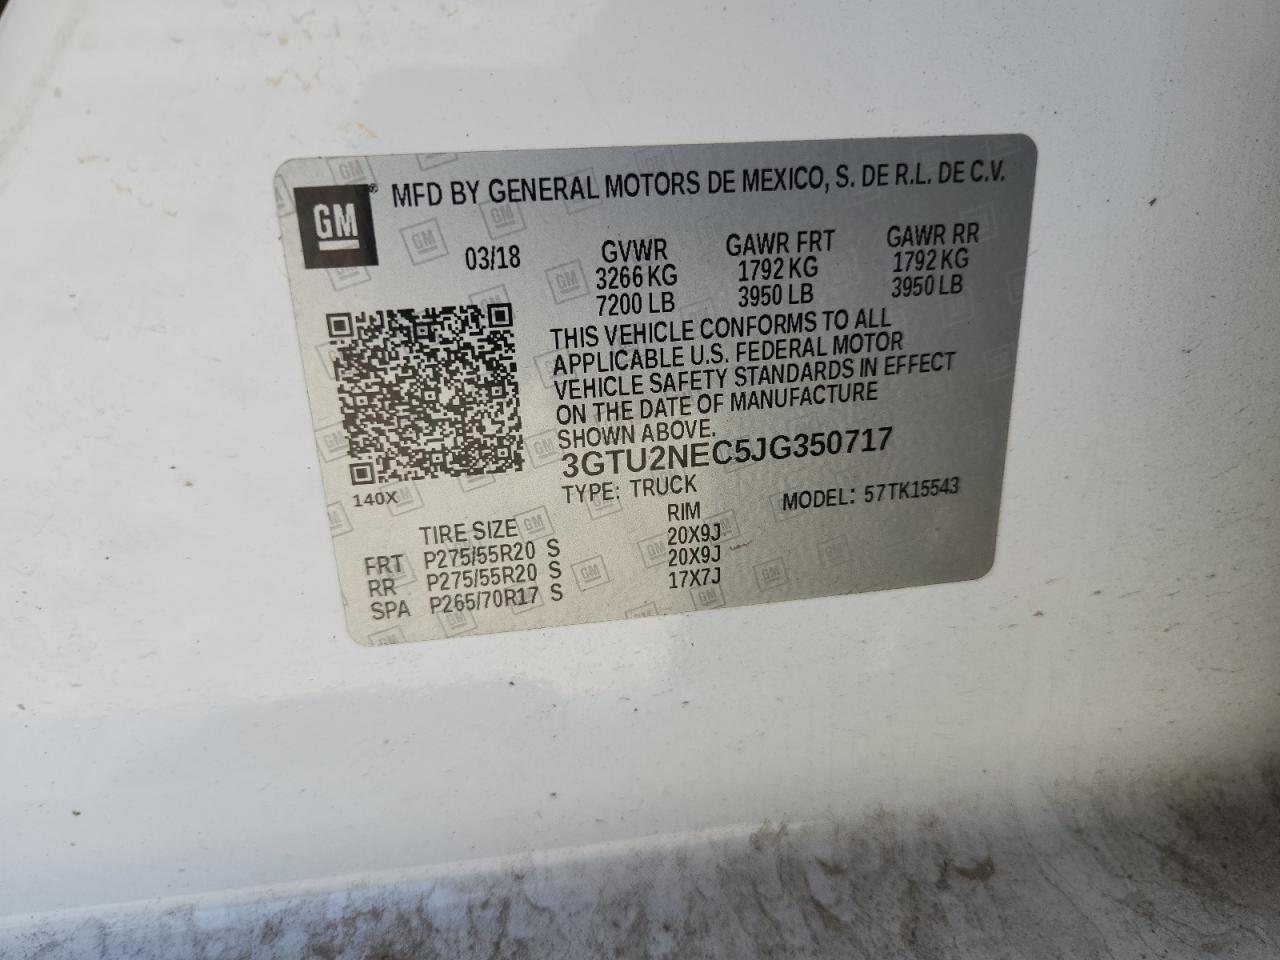 GM
MFD BY GENERAL MOTORS DE MEXICO, S. DE R.L. DE C.V.
03/18 GVWR GAWR FRT GAWR RR
3266 KG 1792 KG 1792 KG
7200 LB 3950 LB 3950 LB
THIS VEHICLE CONFORMS TO ALL
APPLICABLE U.S. FEDERAL MOTOR
VEHICLE SAFETY STANDARDS IN EFFECT
ON THE DATE OF MANUFACTURE
SHOWN ABOVE.
3GTU2NEC5JG350717
140X
TYPE: TRUCK MODEL: 57TK15543
TIRE SIZE RIM
FRT P275/55R20 S 20X9J
RR P275/55R20 S 20X9J
SPA P265/70R17 S 17X7J